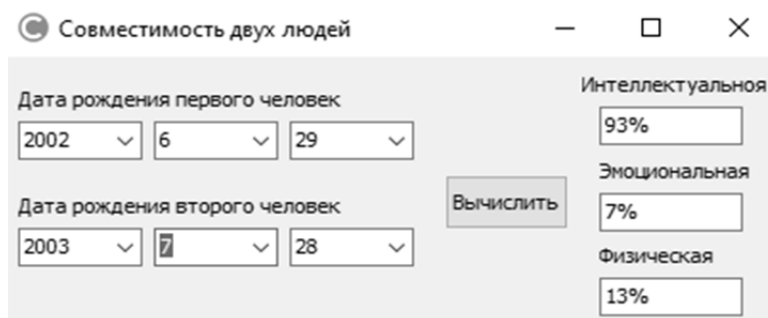 Совместимость двух людей
Дата рождения первого человек
2002 6 29
Дата рождения второго человек
2003 7 28
Вычислить
Интеллектуальноя
93%
Эмоциональная
7%
Физическая
13%